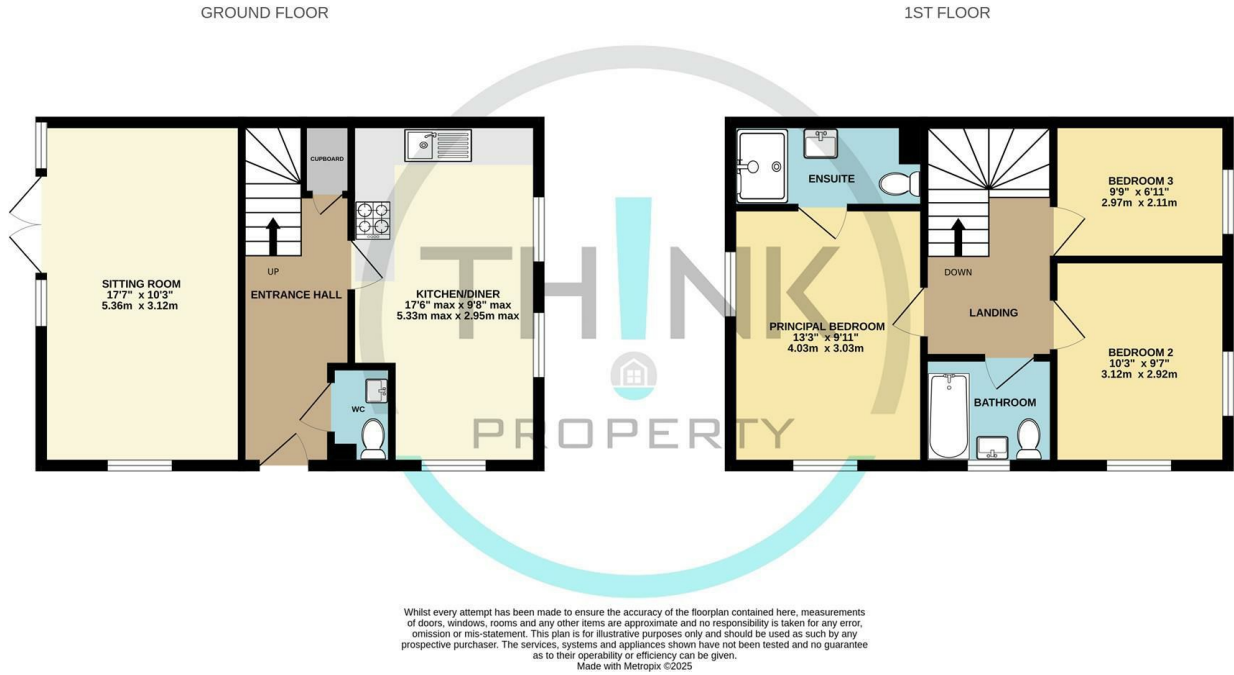 GROUND FLOOR
1ST FLOOR
CUPBOARD
SITTING ROOM
17'7" x 10'3"
5.36m x 3.12m
UP
ENTRANCE HALL
KITCHEN/DINER
17'6" max x 9'8" max
5.33m max x 2.95m max
WC
ENSUITE
BEDROOM 3
9'9" x 6'11"
2.97m x 2.11m
DOWN
LANDING
PRINCIPAL BEDROOM
13'3" x 9'11"
4.03m x 3.03m
BEDROOM 2
10'3" x 9'7"
3.12m x 2.92m
BATHROOM
TH!NK
PROPERTY
Whilst every attempt has been made to ensure the accuracy of the floorplan contained here, measurements
of doors, windows, rooms and any other items are approximate and no responsibility is taken for any error,
omission or mis-statement. This plan is for illustrative purposes only and should be used as such by any
prospective purchaser. The services, systems and appliances shown have not been tested and no guarantee
as to their operability or efficiency can be given.
Made with Metropix ©2025